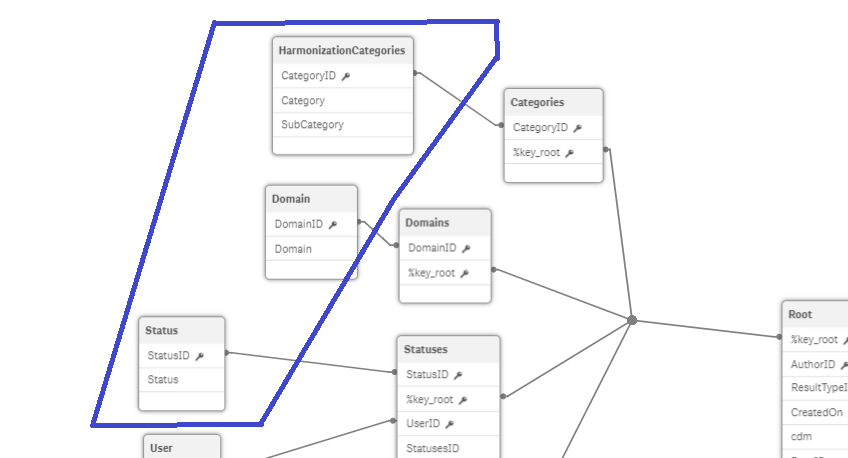 HarmonizationCategories
CategoryID
Category
SubCategory
Categories
CategoryID
%key_root
Domain
DomainID
Domain
Domains
DomainID
%key_root
Status
StatusID
Status
Statuses
StatusID
%key_root
UserID
StatusesID
User
Root
%key_root
AuthorID
ResultTypeI
CreatedOn
cdm